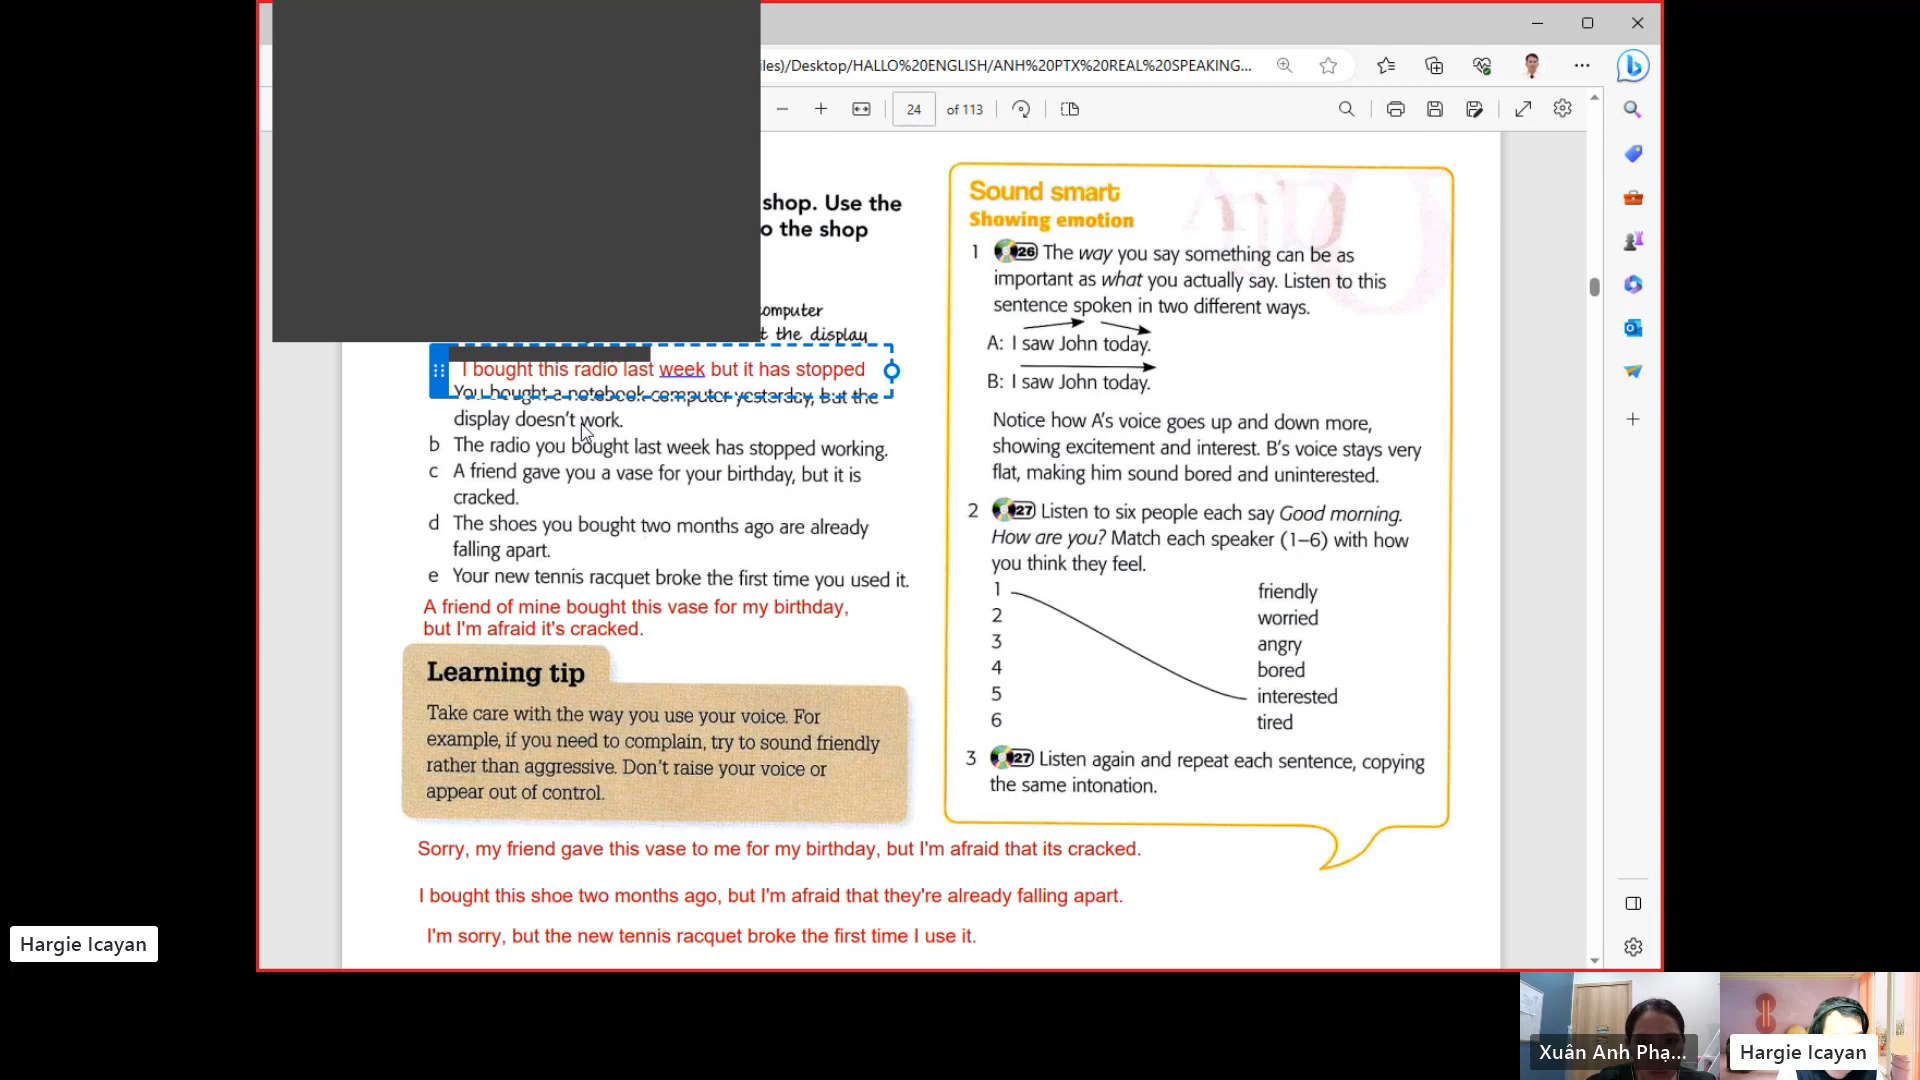 iles)/Desktop/HALLO%20ENGLISH/ANH%20PTX%20REAL%20SPEAKING...
24 of 113
shop. Use the
o the shop
omputer
t the display
I bought this radio last week but it has stopped
You bought a notebook computer yesterday, but the
display doesn't work.
b The radio you bought last week has stopped working.
c A friend gave you a vase for your birthday, but it is
cracked.
d The shoes you bought two months ago are already
falling apart.
e Your new tennis racquet broke the first time you used it.
A friend of mine bought this vase for my birthday,
but I'm afraid it's cracked.
Learning tip
Take care with the way you use your voice. For
example, if you need to complain, try to sound friendly
rather than aggressive. Don't raise your voice or
appear out of control.
Sound smart
Showing emotion
1 26 The way you say something can be as
important as what you actually say. Listen to this
sentence spoken in two different ways.
A: I saw John today.
B: I saw John today.
Notice how A's voice goes up and down more,
showing excitement and interest. B's voice stays very
flat, making him sound bored and uninterested.
2 27 Listen to six people each say Good morning.
How are you? Match each speaker (1–6) with how
you think they feel.
1 friendly
2 worried
3 angry
4 bored
5 interested
6 tired
3 27 Listen again and repeat each sentence, copying
the same intonation.
Sorry, my friend gave this vase to me for my birthday, but I'm afraid that its cracked.
I bought this shoe two months ago, but I'm afraid that they're already falling apart.
I'm sorry, but the new tennis racquet broke the first time I use it.
Hargie Icayan
Xuân Anh Phạ...
Hargie Icayan